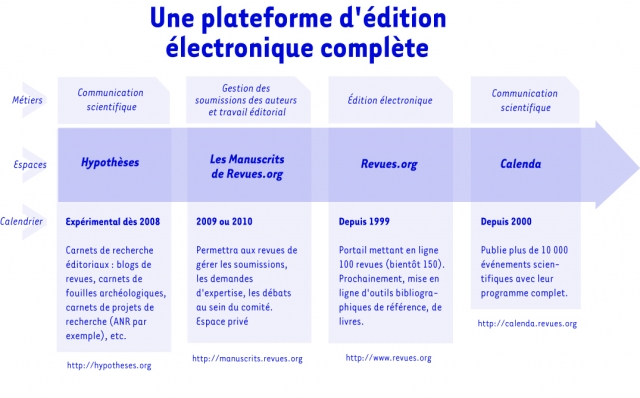 Une plateforme d'édition
électronique complète
Métiers
Communication
scientifique
Gestion des
soumissions des auteurs
et travail éditorial
Édition électronique
Communication
scientifique
Espaces
Hypothèses
Les Manuscrits
de Revues.org
Revues.org
Calenda
Calendrier
Expérimental dès 2008
Carnets de recherche
éditoriaux : blogs de
revues, carnets de
fouilles archéologiques,
carnets de projets de
recherche (ANR par
exemple), etc.
http://hypotheses.org
2009 ou 2010
Permettra aux revues de
gérer les soumissions,
les demandes
d'expertise, les débats
au sein du comité.
Espace privé
http://manuscrits.revues.org
Depuis 1999
Portail mettant en ligne
100 revues (bientôt 150).
Prochainement, mise en
ligne d'outils bibliogra-
phiques de référence, de
livres.
http://www.revues.org
Depuis 2000
Publie plus de 10 000
événements scien-
tifiques avec leur
programme complet.
http://calenda.revues.org